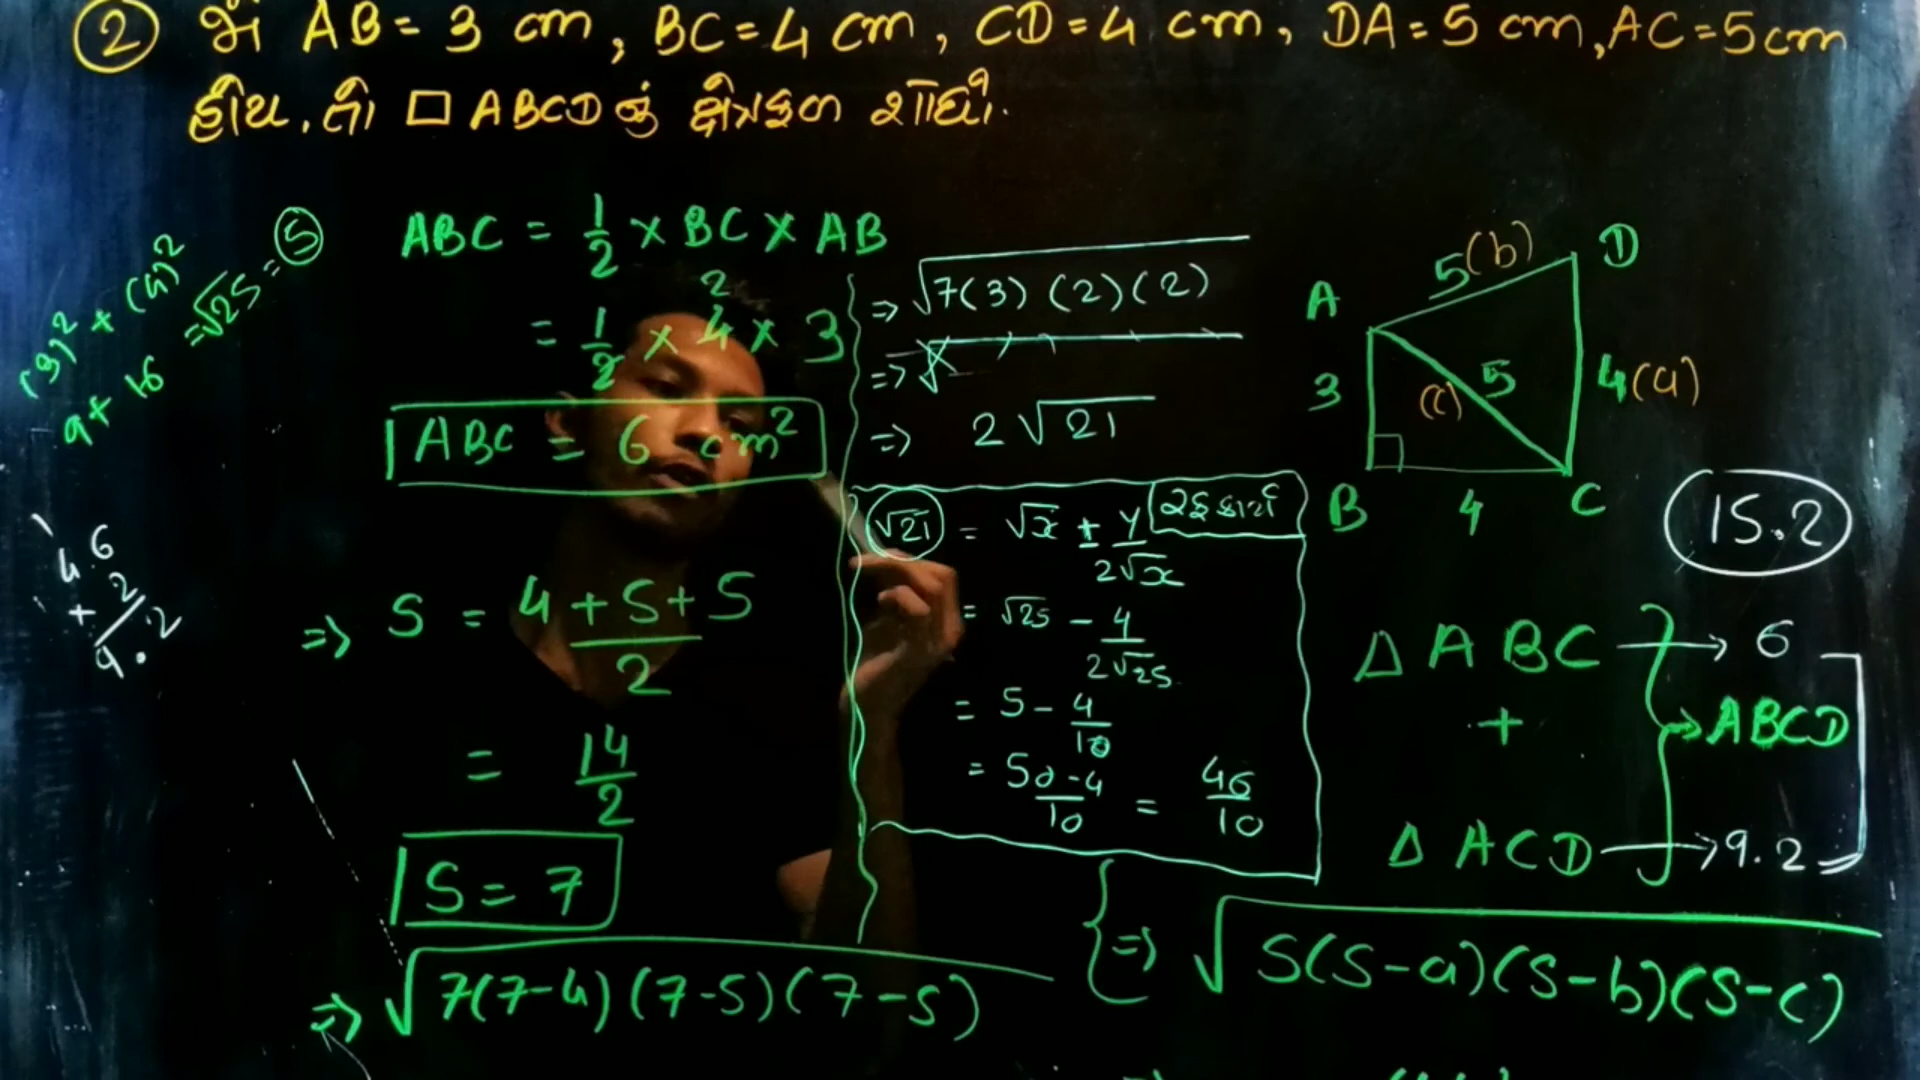 ② જો AB = 3 cm, BC = 4 cm, CD = 4 cm, DA = 5 cm, AC = 5 cm
હોય, તો □ ABCD નું ક્ષેત્રફળ શોધો.
(3)² + (4)²
9 + 16 = √25 = 5
4.6
+ 2
9.2
ABC = 1/2 × BC × AB
= 1/2 × 4 × 3
2
ABC = 6 cm²
⇒ S = 4 + 5 + 5 / 2
= 14/2
S = 7
⇒ √7(7-4)(7-5)(7-5)
⇒ √7(3)(2)(2)
⇒ √
⇒ 2√21
√21 = √x ± y/2√x
રફકાર્ય
= √25 - 4/2√25
= 5 - 4/10
= 50-4/10 = 46/10
D
5(b)
A
3
(c) 5
4(a)
B 4 C
15.2
Δ ABC → 6
+ → ABCD
Δ ACD → 9.2
⇒ √S(S-a)(S-b)(S-c)